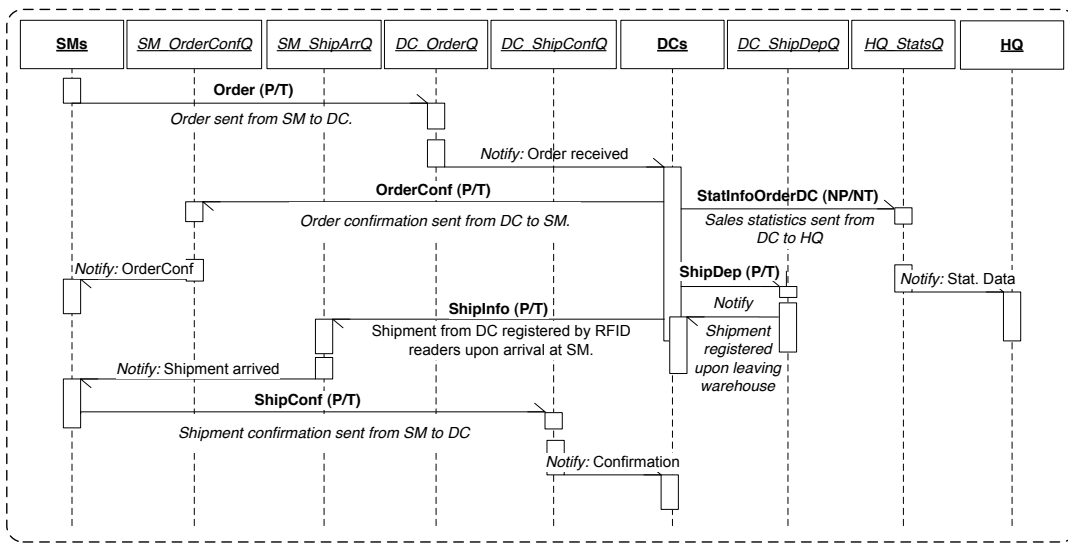 SMs
SM_OrderConfQ
SM_ShipArrQ
DC_OrderQ
DC_ShipConfQ
DCs
DC_ShipDepQ
HQ_StatsQ
HQ
Order (P/T)
Order sent from SM to DC.
Notify: Order received
OrderConf (P/T)
StatInfoOrderDC (NP/NT)
Order confirmation sent from DC to SM.
Sales statistics sent from
DC to HQ
Notify: OrderConf
ShipDep (P/T)
Notify: Stat. Data
ShipInfo (P/T)
Notify
Shipment from DC registered by RFID
readers upon arrival at SM.
Shipment
registered
upon leaving
warehouse
Notify: Shipment arrived
ShipConf (P/T)
Shipment confirmation sent from SM to DC
Notify: Confirmation